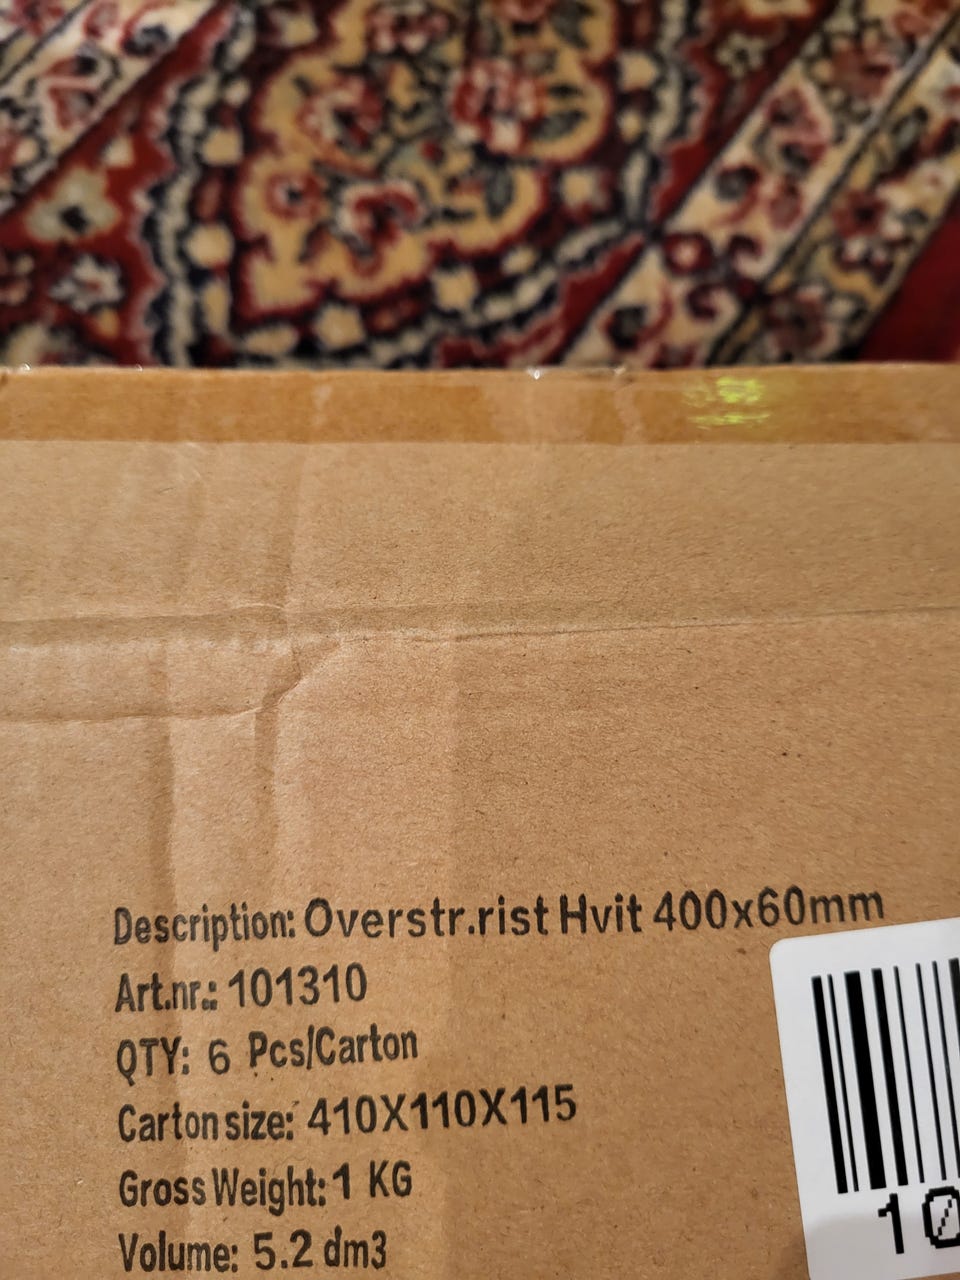 Description: Overstr.rist Hvit 400x60mm
Art.nr.: 101310
QTY: 6 Pcs/Carton
Carton size: 410X110X115
Gross Weight: 1 KG
Volume: 5.2 dm3
10